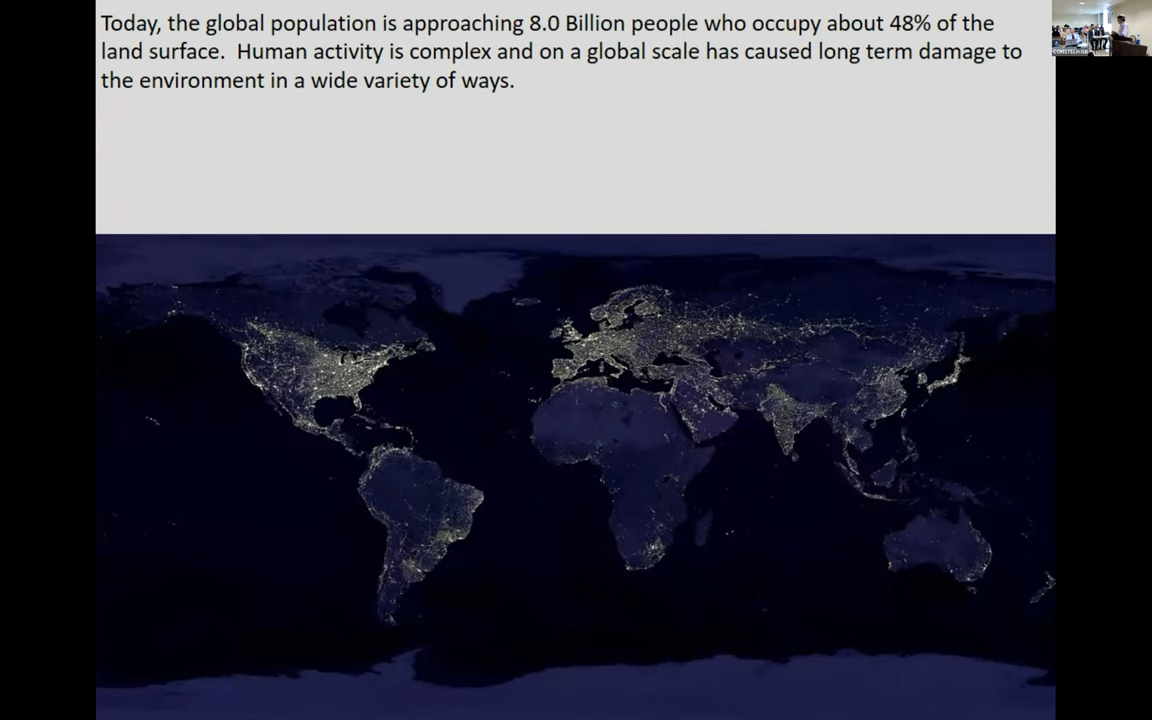 Today, the global population is approaching 8.0 Billion people who occupy about 48% of the
land surface.  Human activity is complex and on a global scale has caused long term damage to
the environment in a wide variety of ways.
COMSTECH ISB